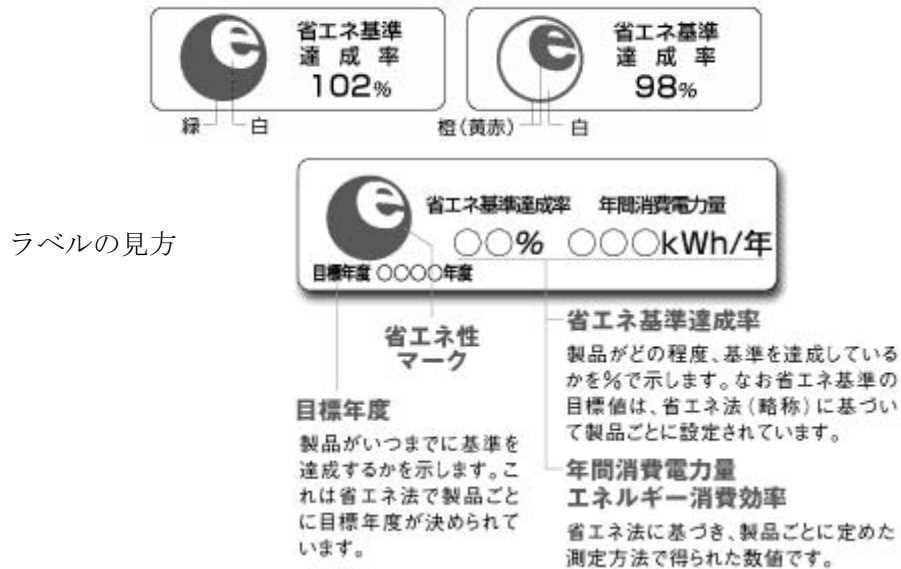 e 省エネ基準
達成率
102%
緑 白
e 省エネ基準
達成率
98%
橙(黄赤) 白
ラベルの見方
e 省エネ基準達成率 年間消費電力量
○○% ○○○kWh/年
目標年度 ○○○○年度
省エネ性
マーク
目標年度
製品がいつまでに基準を
達成するかを示します。こ
れは省エネ法で製品ごと
に目標年度が決められて
います。
省エネ基準達成率
製品がどの程度、基準を達成している
かを%で示します。なお省エネ基準の
目標値は、省エネ法(略称)に基づい
て製品ごとに設定されています。
年間消費電力量
エネルギー消費効率
省エネ法に基づき、製品ごとに定めた
測定方法で得られた数値です。